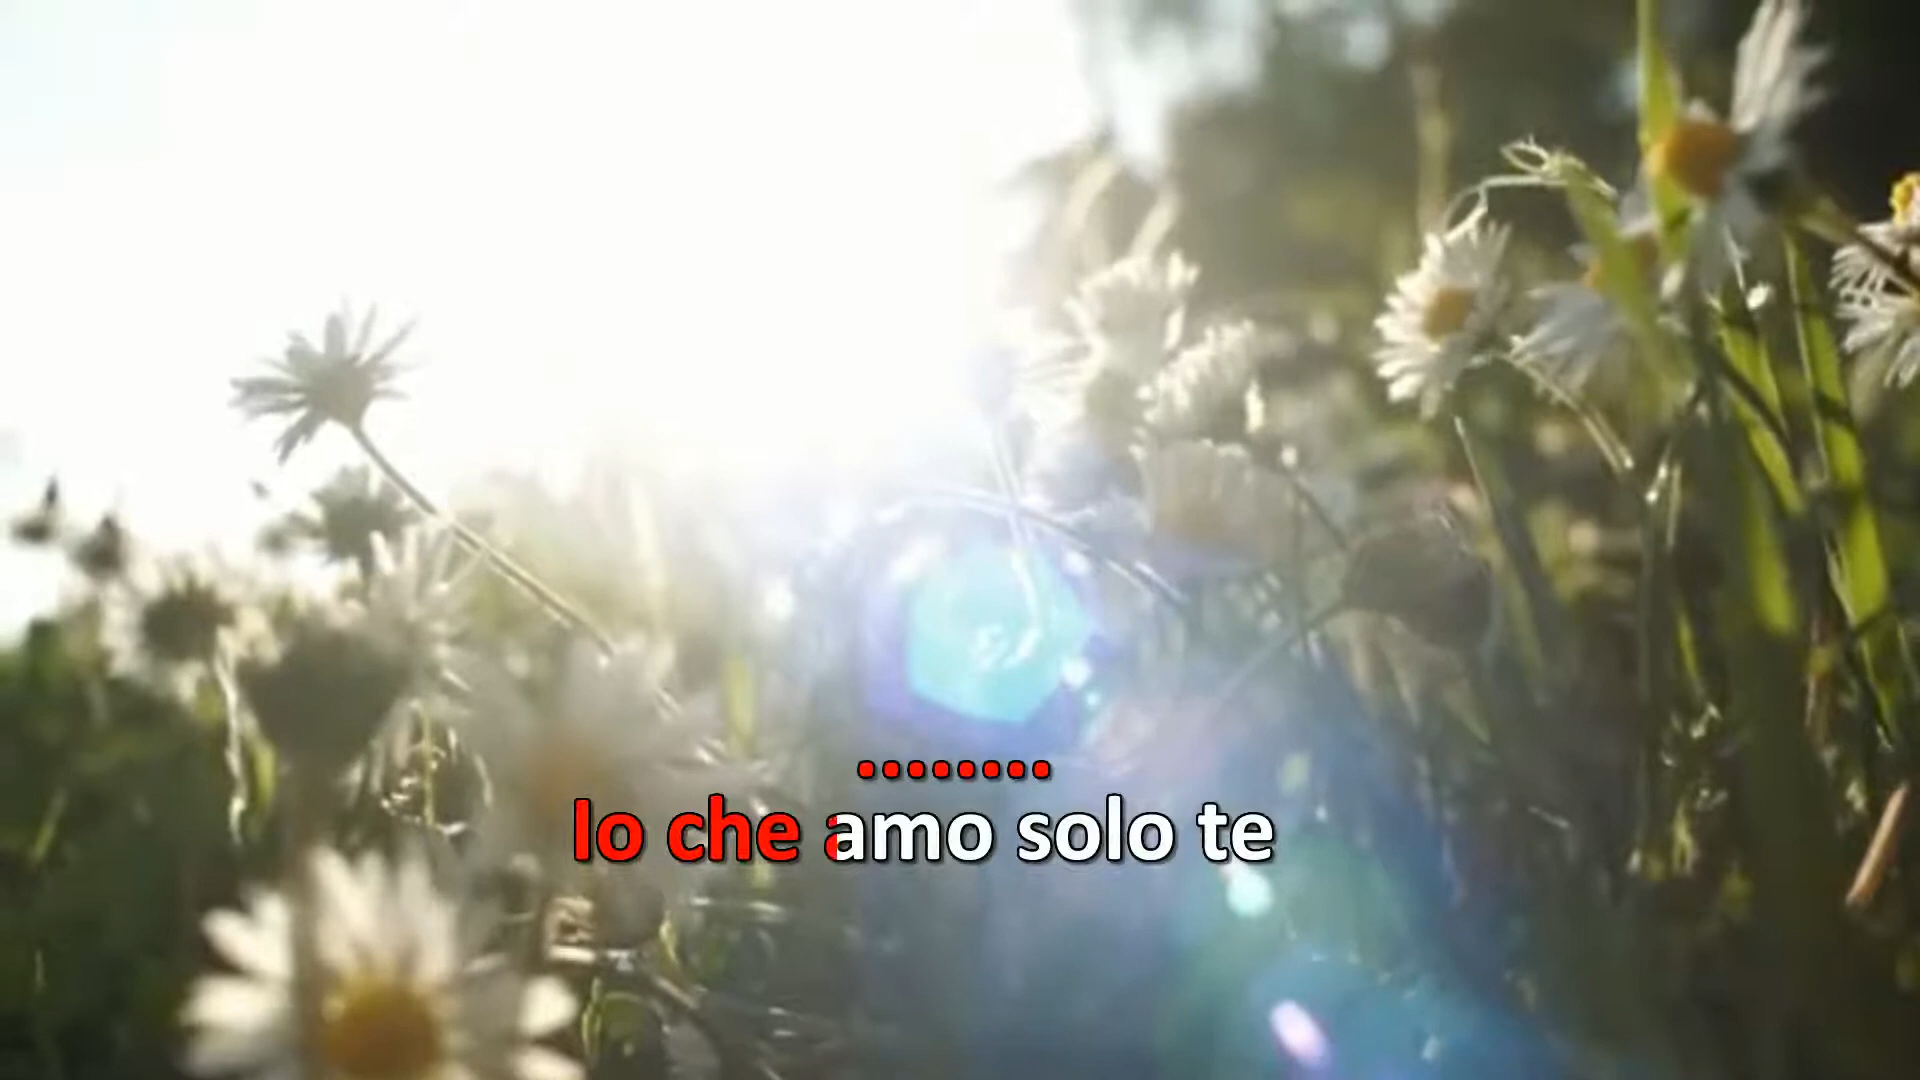 ........
Io che amo solo te